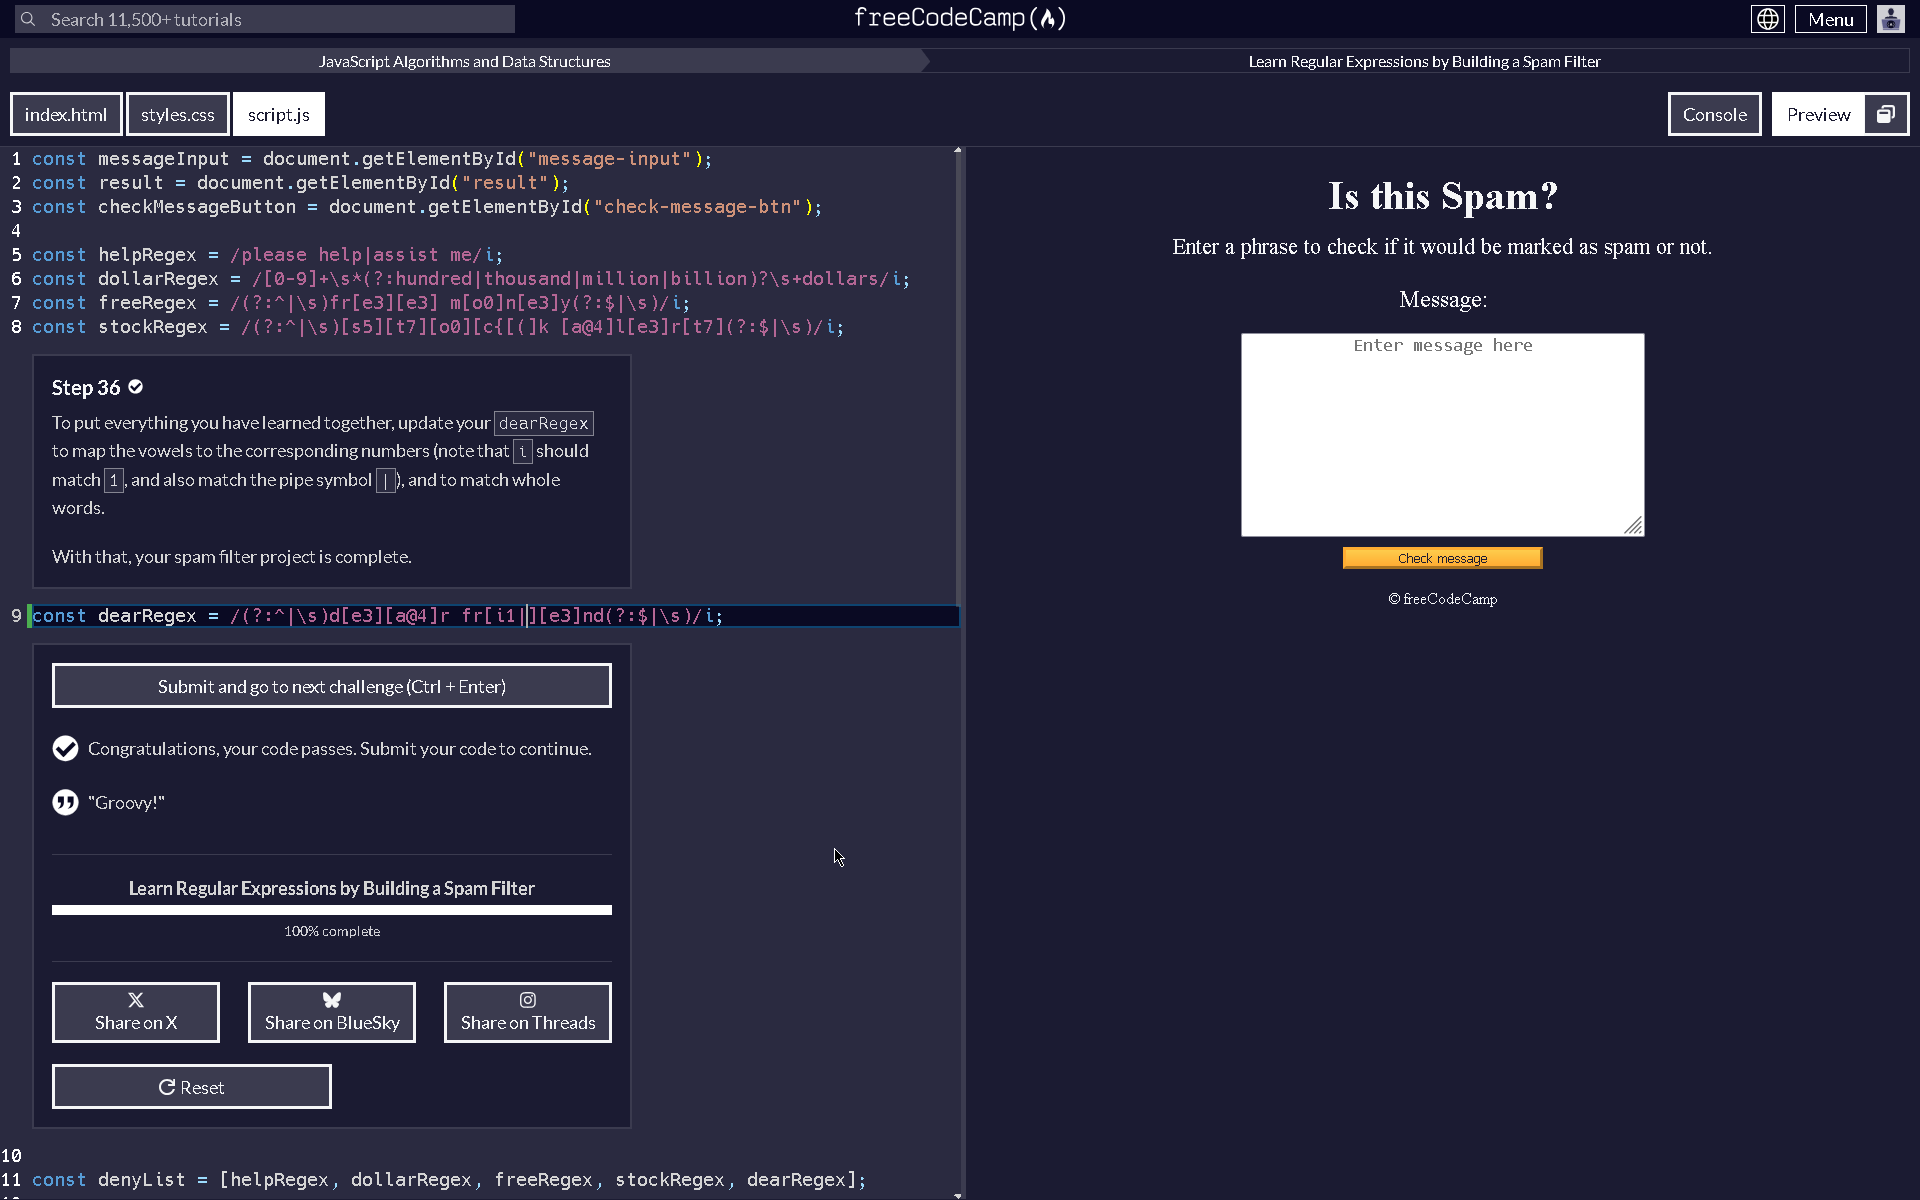 Search 11,500+ tutorials
freeCodeCamp
Menu
JavaScript Algorithms and Data Structures
Learn Regular Expressions by Building a Spam Filter
index.html
styles.css
script.js
Console
Preview
1 const messageInput = document.getElementById("message-input");
2 const result = document.getElementById("result");
3 const checkMessageButton = document.getElementById("check-message-btn");
4
5 const helpRegex = /please help|assist me/i;
6 const dollarRegex = /[0-9]+\s*(?:hundred|thousand|million|billion)?\s+dollars/i;
7 const freeRegex = /(?:^|\s)fr[e3][e3] m[o0]n[e3]y(?:$|\s)/i;
8 const stockRegex = /(?:^|\s)[s5][t7][o0][c{[(]k [a@4]l[e3]r[t7](?:$|\s)/i;
Step 36
To put everything you have learned together, update your dearRegex
to map the vowels to the corresponding numbers (note that i should
match 1, and also match the pipe symbol |), and to match whole
words.
With that, your spam filter project is complete.
9 const dearRegex = /(?:^|\s)d[e3][a@4]r fr[i1|][e3]nd(?:$|\s)/i;
Submit and go to next challenge (Ctrl + Enter)
Congratulations, your code passes. Submit your code to continue.
"Groovy!"
Learn Regular Expressions by Building a Spam Filter
100% complete
Share on X
Share on BlueSky
Share on Threads
Reset
10
11 const denyList = [helpRegex, dollarRegex, freeRegex, stockRegex, dearRegex];
Is this Spam?
Enter a phrase to check if it would be marked as spam or not.
Message:
Enter message here
Check message
© freeCodeCamp